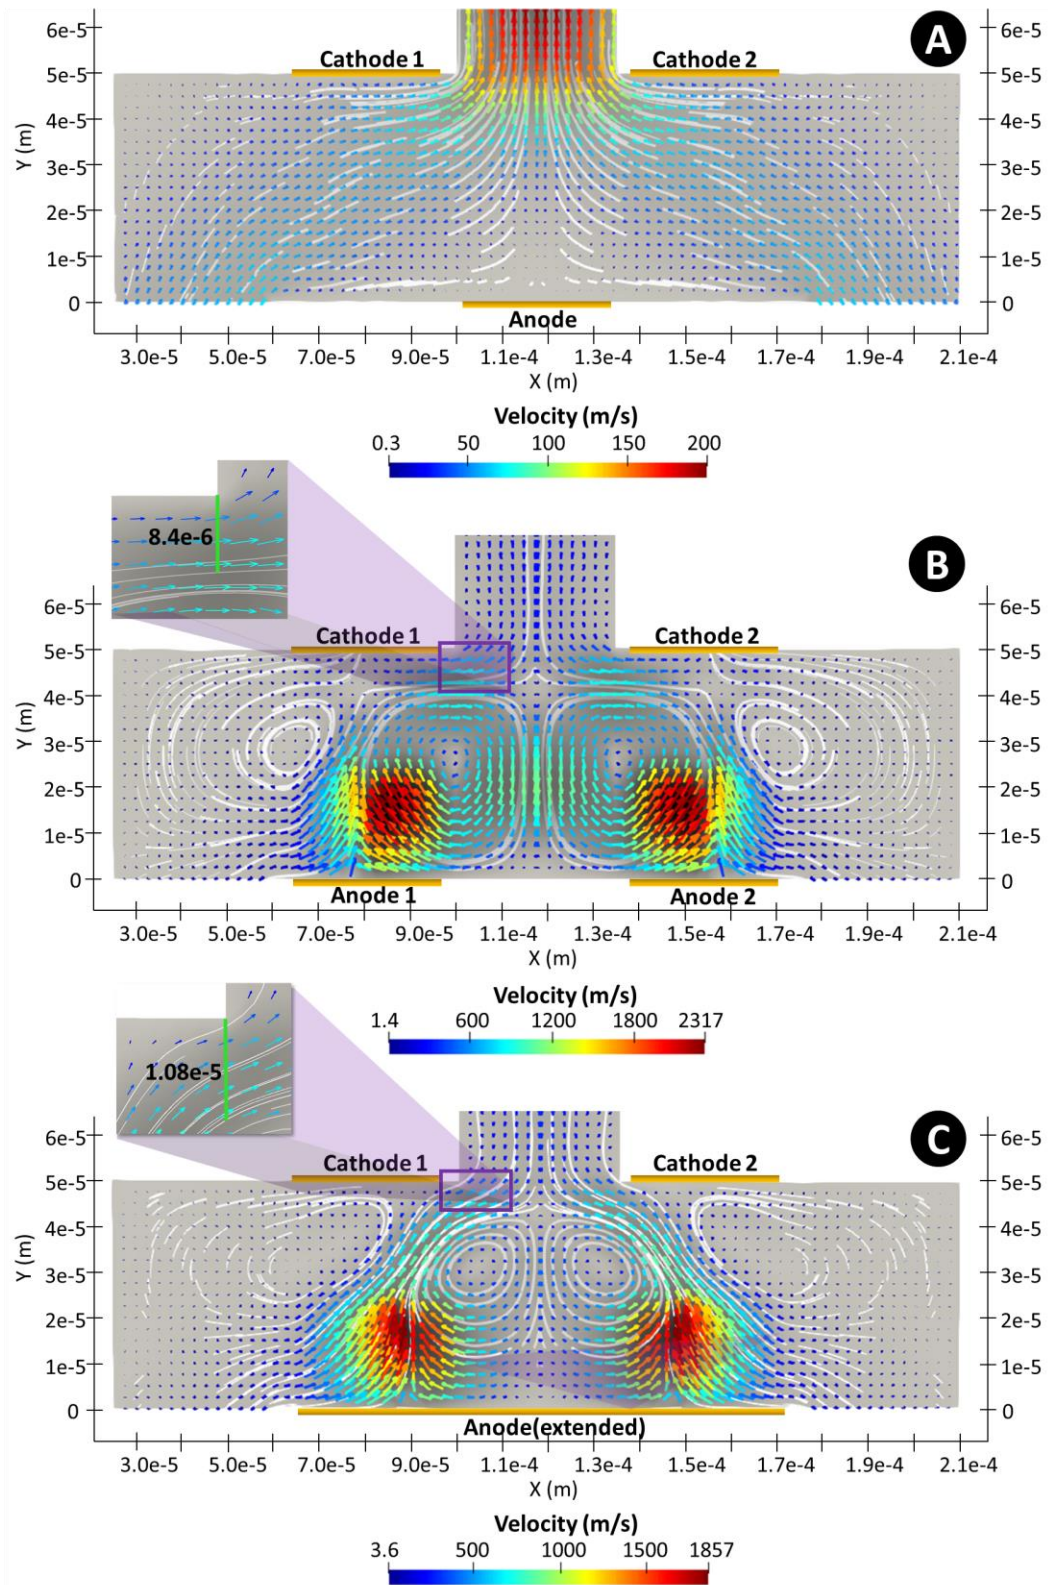 A
6e-5 6e-5
Cathode 1 Cathode 2
5e-5 5e-5
4e-5 4e-5
Y (m)
3e-5 3e-5
2e-5 2e-5
1e-5 1e-5
0 0
Anode
3.0e-5 5.0e-5 7.0e-5 9.0e-5 1.1e-4 1.3e-4 1.5e-4 1.7e-4 1.9e-4 2.1e-4
X (m)
Velocity (m/s)
0.3 50 100 150 200
8.4e-6
B
6e-5 6e-5
Cathode 1 Cathode 2
5e-5 5e-5
4e-5 4e-5
Y (m)
3e-5 3e-5
2e-5 2e-5
1e-5 1e-5
0 0
Anode 1 Anode 2
3.0e-5 5.0e-5 7.0e-5 9.0e-5 1.1e-4 1.3e-4 1.5e-4 1.7e-4 1.9e-4 2.1e-4
X (m)
Velocity (m/s)
1.4 600 1200 1800 2317
1.08e-5
C
6e-5 6e-5
Cathode 1 Cathode 2
5e-5 5e-5
4e-5 4e-5
Y (m)
3e-5 3e-5
2e-5 2e-5
1e-5 1e-5
0 0
Anode(extended)
3.0e-5 5.0e-5 7.0e-5 9.0e-5 1.1e-4 1.3e-4 1.5e-4 1.7e-4 1.9e-4 2.1e-4
X (m)
Velocity (m/s)
3.6 500 1000 1500 1857